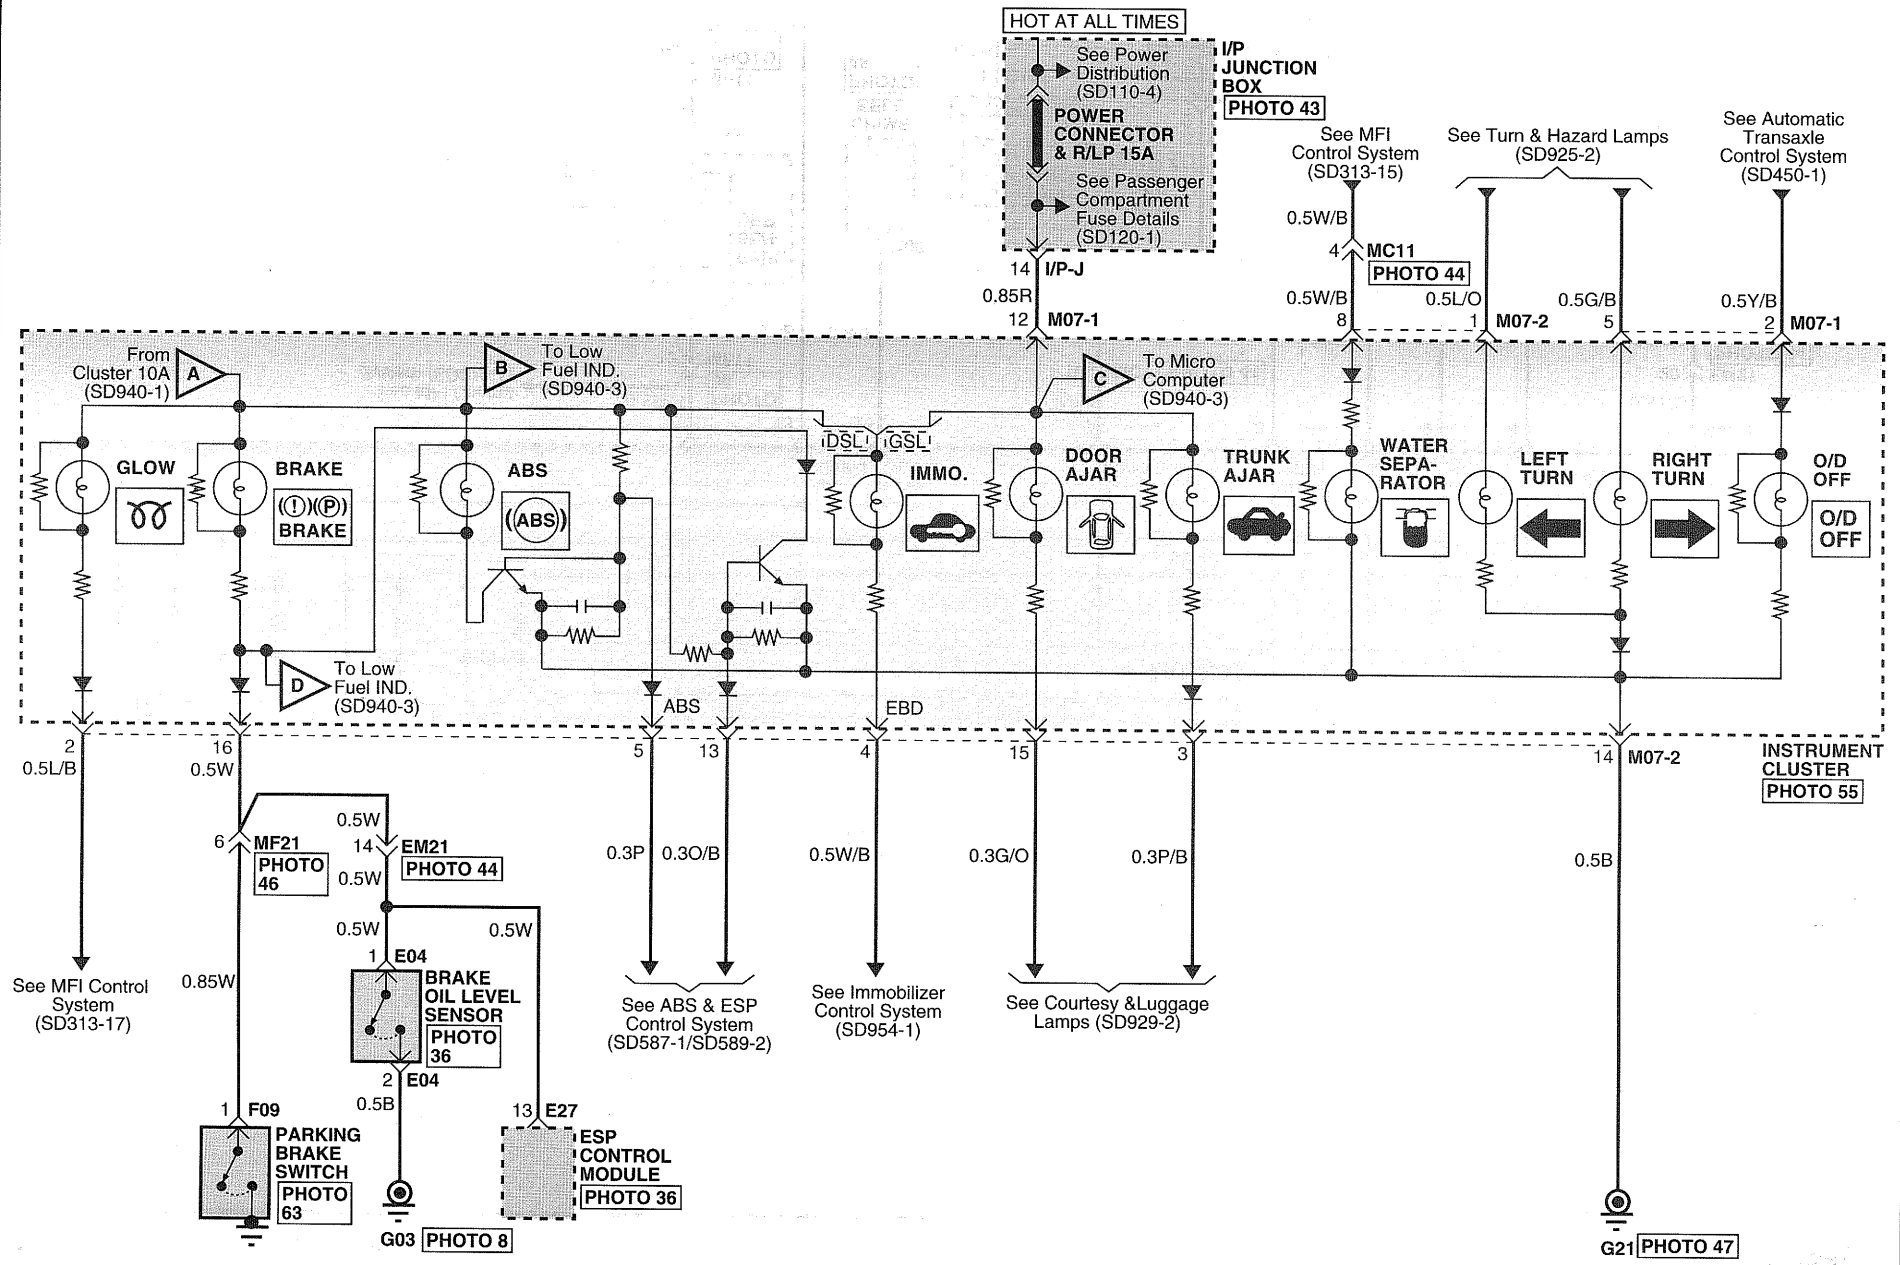 HOT AT ALL TIMES
See Power
Distribution
(SD110-4)
POWER
CONNECTOR
& R/LP 15A
See Passenger
Compartment
Fuse Details
(SD120-1)
I/P
JUNCTION
BOX
PHOTO 43
14 I/P-J
0.85R
12 M07-1
See MFI
Control System
(SD313-15)
0.5W/B
4 MC11
PHOTO 44
0.5W/B
8
See Turn & Hazard Lamps
(SD925-2)
0.5L/O
1 M07-2
0.5G/B
5
See Automatic
Transaxle
Control System
(SD450-1)
0.5Y/B
2 M07-1
From
Cluster 10A
(SD940-1)
A
B
To Low
Fuel IND.
(SD940-3)
C
To Micro
Computer
(SD940-3)
DSL
GSL
GLOW
BRAKE
(!)(P)
BRAKE
ABS
(ABS)
IMMO.
DOOR
AJAR
TRUNK
AJAR
WATER
SEPA-
RATOR
LEFT
TURN
RIGHT
TURN
O/D
OFF
O/D
OFF
D
To Low
Fuel IND.
(SD940-3)
ABS
EBD
2
16
5
13
4
15
3
14 M07-2
INSTRUMENT
CLUSTER
PHOTO 55
0.5L/B
0.5W
0.5W
6 MF21
PHOTO
46
14 EM21
PHOTO 44
0.5W
0.5W
0.5W
0.3P
0.3O/B
0.5W/B
0.3G/O
0.3P/B
0.5B
See MFI Control
System
(SD313-17)
0.85W
1 E04
BRAKE
OIL LEVEL
SENSOR
PHOTO
36
2 E04
0.5B
See ABS & ESP
Control System
(SD587-1/SD589-2)
See Immobilizer
Control System
(SD954-1)
See Courtesy &Luggage
Lamps (SD929-2)
1 F09
PARKING
BRAKE
SWITCH
PHOTO
63
13 E27
ESP
CONTROL
MODULE
PHOTO 36
G03 PHOTO 8
G21 PHOTO 47